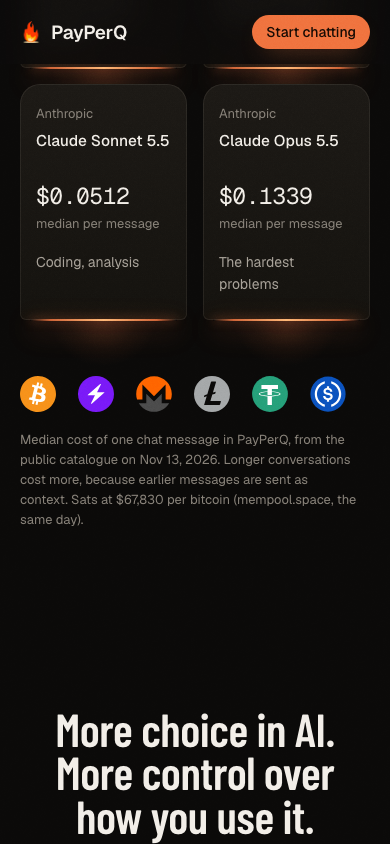 PayPerQ
Start chatting
Anthropic
Claude Sonnet 5.5
$0.0512
median per message
Coding, analysis
Anthropic
Claude Opus 5.5
$0.1339
median per message
The hardest
problems
Median cost of one chat message in PayPerQ, from the
public catalogue on Nov 13, 2026. Longer conversations
cost more, because earlier messages are sent as
context. Sats at $67,830 per bitcoin (mempool.space, the
same day).
More choice in AI.
More control over
how you use it.